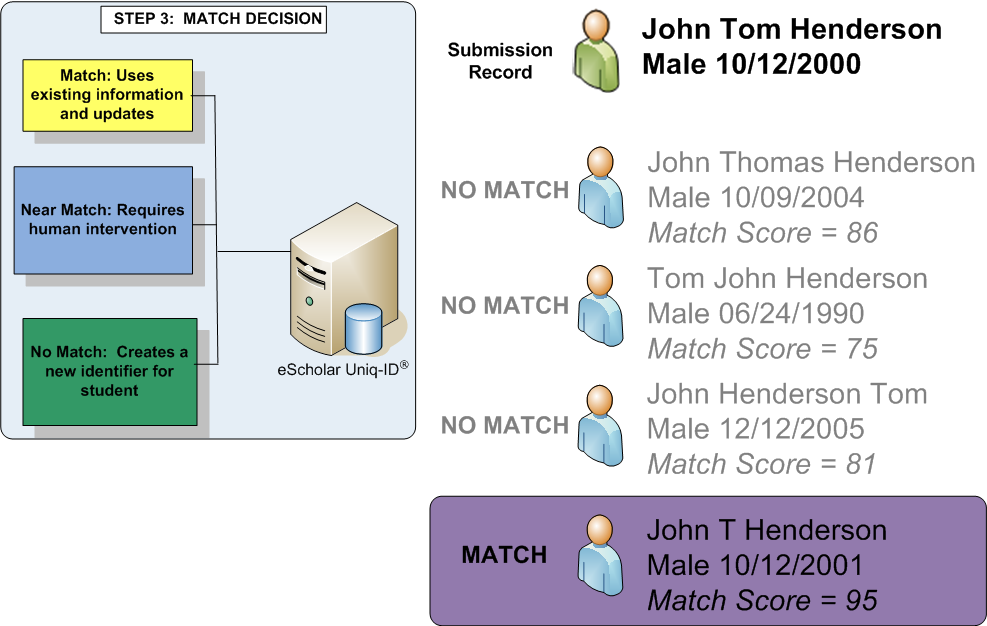 STEP 3:  MATCH DECISION
Match: Uses
existing information
and updates
Near Match: Requires
human intervention
No Match:  Creates a
new identifier for
student
eScholar Uniq-ID®
Submission
Record
John Tom Henderson
Male 10/12/2000
NO MATCH
John Thomas Henderson
Male 10/09/2004
Match Score = 86
NO MATCH
Tom John Henderson
Male 06/24/1990
Match Score = 75
NO MATCH
John Henderson Tom
Male 12/12/2005
Match Score = 81
MATCH
John T Henderson
Male 10/12/2001
Match Score = 95